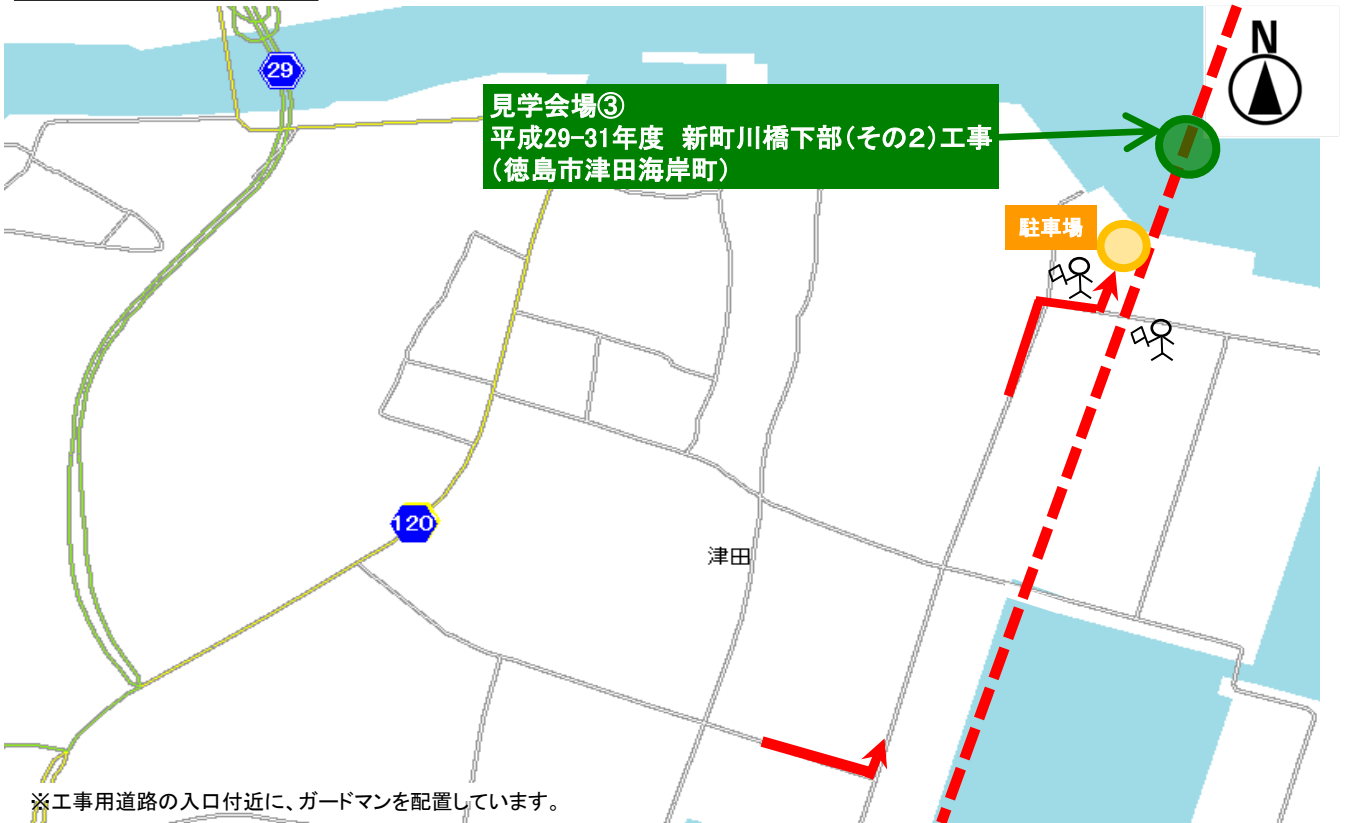 N
29
見学会場③
平成29-31年度 新町川橋下部(その2)工事
(徳島市津田海岸町)
駐車場
120
津田
※工事用道路の入口付近に、ガードマンを配置しています。